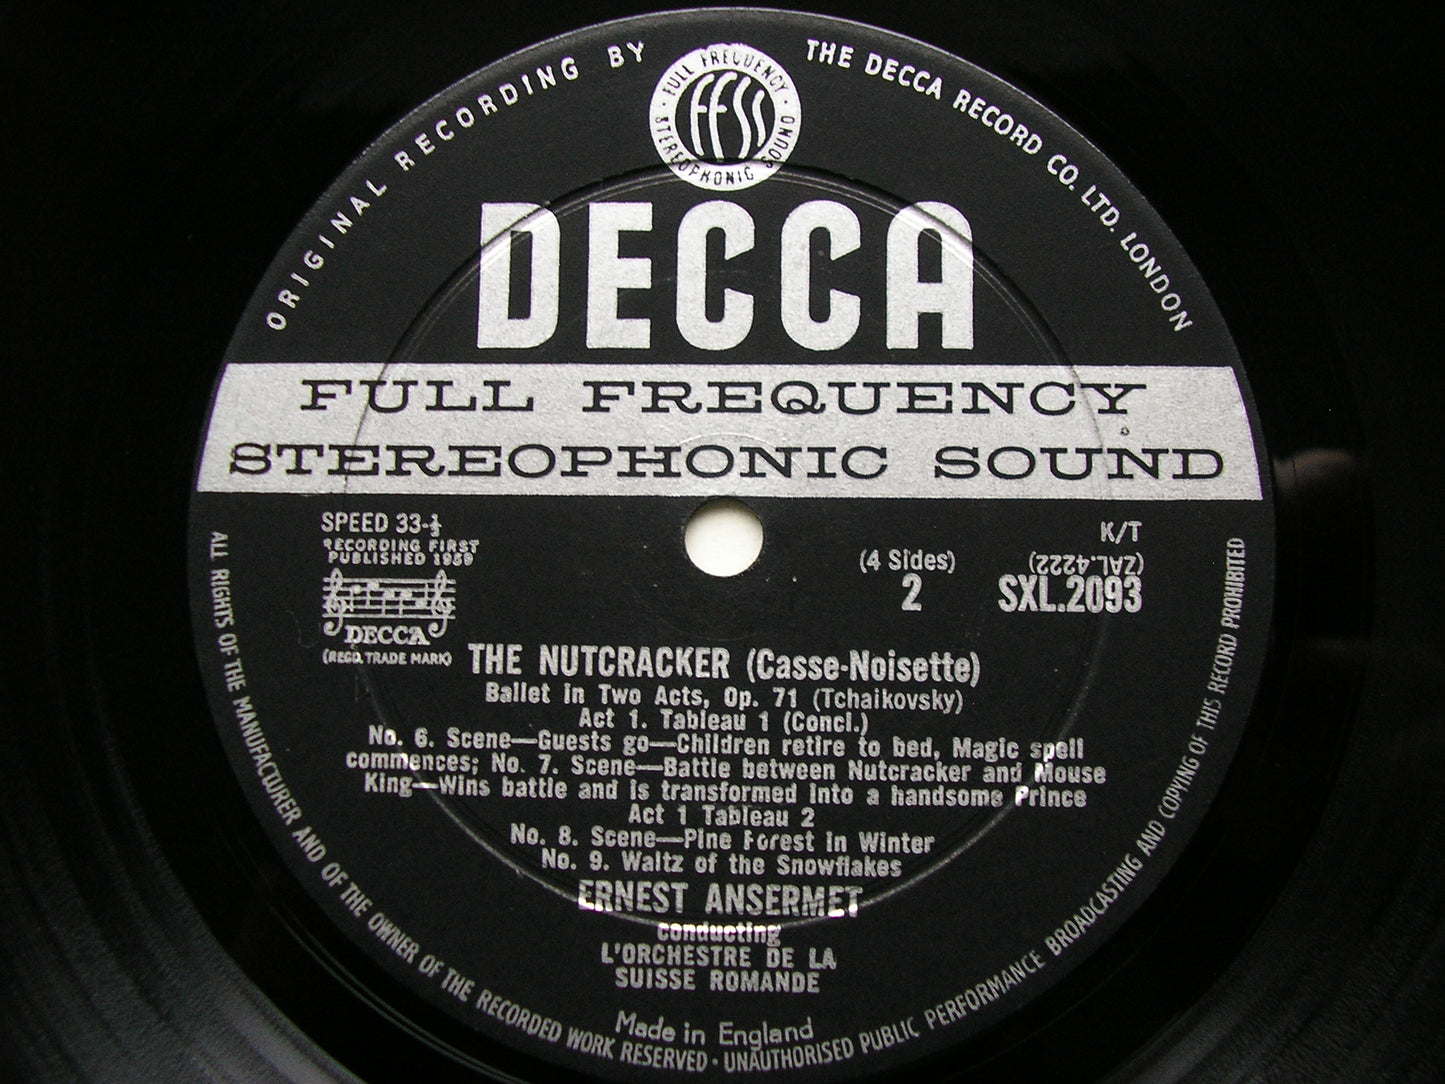 ORIGINAL RECORDING BY THE DECCA RECORD CO. LTD. LONDON
FULL FREQUENCY STEREOPHONIC SOUND
FFSS
DECCA
FULL FREQUENCY
STEREOPHONIC SOUND
SPEED 33-⅓
RECORDING FIRST
PUBLISHED 1959
DECCA
(REGD. TRADE MARK)
K/T
(4 Sides) (ZAL.4222)
2 SXL.2093
THE NUTCRACKER (Casse-Noisette)
Ballet in Two Acts, Op. 71 (Tchaikovsky)
Act 1. Tableau 1 (Concl.)
No. 6. Scene—Guests go—Children retire to bed, Magic spell
commences; No. 7. Scene—Battle between Nutcracker and Mouse
King—Wins battle and is transformed into a handsome Prince
Act 1 Tableau 2
No. 8. Scene—Pine Forest in Winter
No. 9. Waltz of the Snowflakes
ERNEST ANSERMET
conducting
L'ORCHESTRE DE LA
SUISSE ROMANDE
Made in England
ALL RIGHTS OF THE MANUFACTURER AND OF THE OWNER OF THE RECORDED WORK RESERVED · UNAUTHORISED PUBLIC PERFORMANCE BROADCASTING AND COPYING OF THIS RECORD PROHIBITED